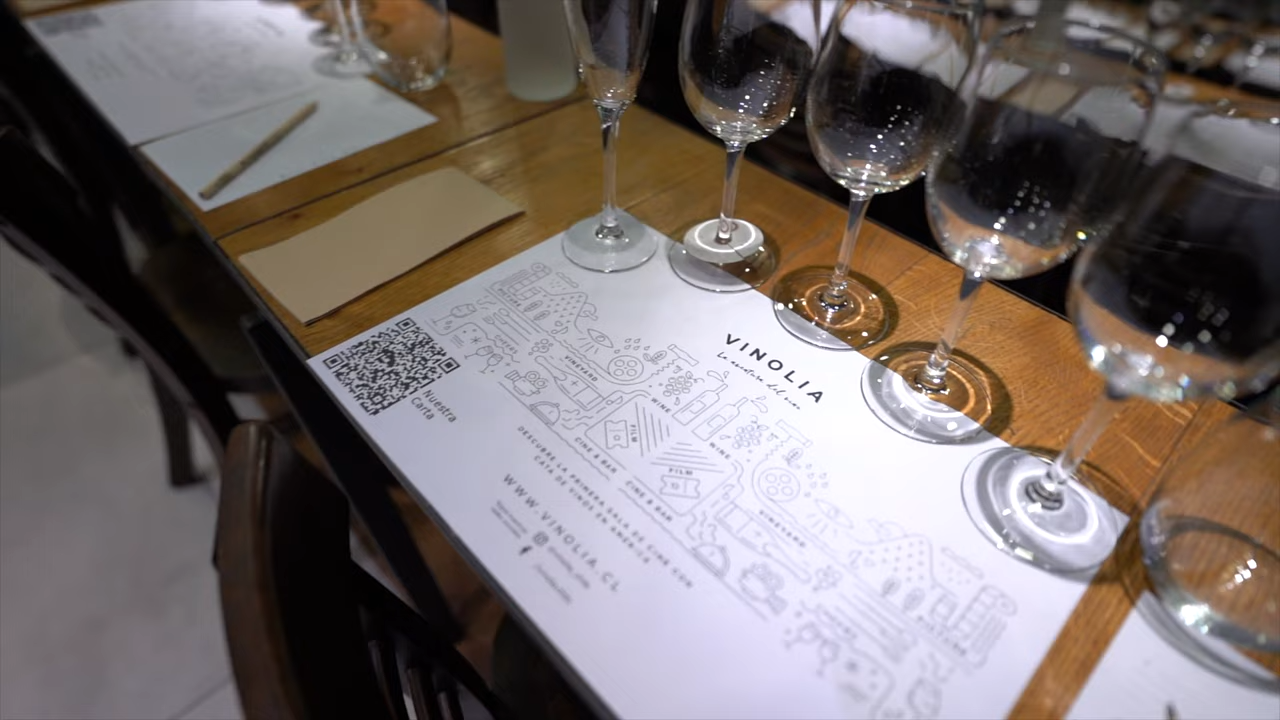 VINOLIA
La aventura del vino
Nuestra
Carta
VINEYARD
WINE
WINE
FILM
FILM
CINE & BAR
CINE & BAR
VINEYARD
DESCUBRE LA PRIMERA SALA DE CINE CON
CATA DE VINOS EN AMÉRICA
WWW.VINOLIA.CL